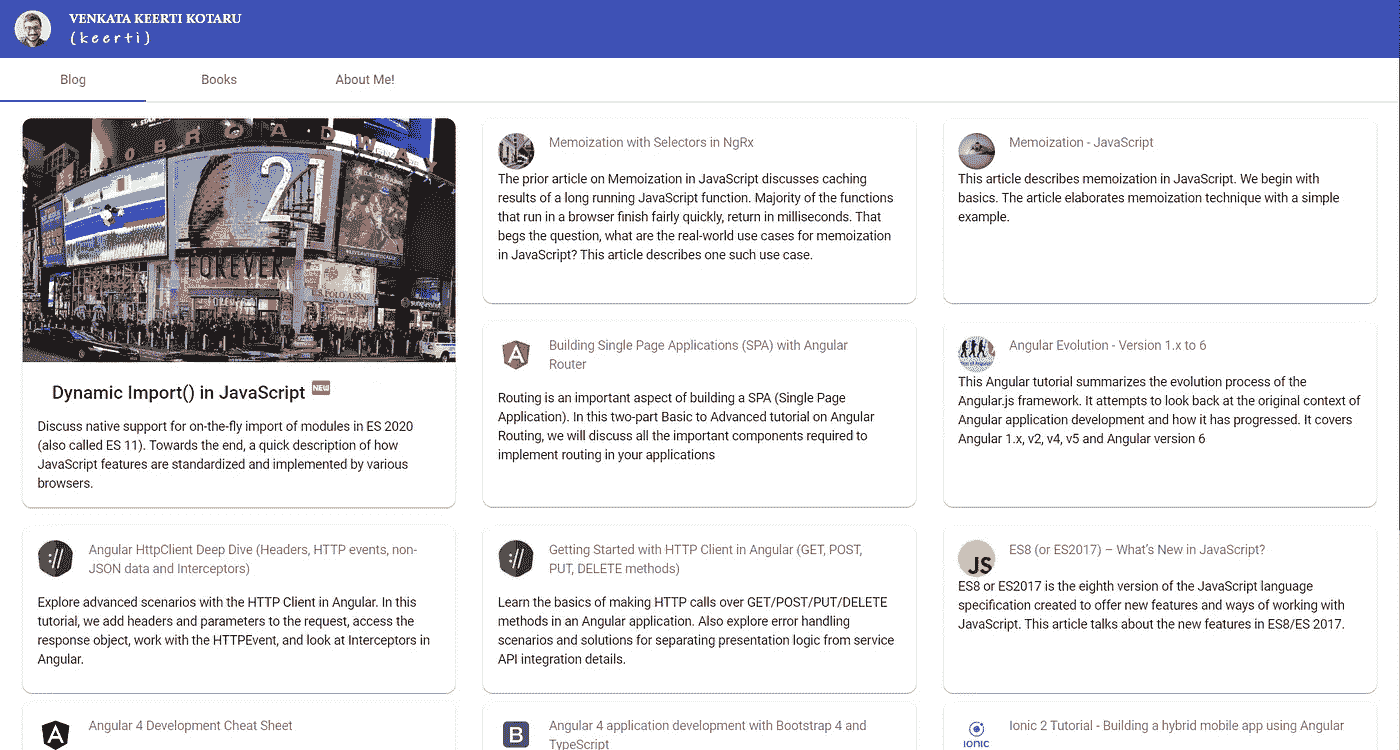 VENKATA KEERTI KOTARU
(keerti)
Blog
Books
About Me!
BROADWAY
21
FOREVER
Dynamic Import() in JavaScript NEW
Discuss native support for on-the-fly import of modules in ES 2020
(also called ES 11). Towards the end, a quick description of how
JavaScript features are standardized and implemented by various
browsers.
Memoization with Selectors in NgRx
The prior article on Memoization in JavaScript discusses caching
results of a long running JavaScript function. Majority of the functions
that run in a browser finish fairly quickly, return in milliseconds. That
begs the question, what are the real-world use cases for memoization
in JavaScript? This article describes one such use case.
Memoization - JavaScript
This article describes memoization in JavaScript. We begin with
basics. The article elaborates memoization technique with a simple
example.
A
Building Single Page Applications (SPA) with Angular
Router
Routing is an important aspect of building a SPA (Single Page
Application). In this two-part Basic to Advanced tutorial on Angular
Routing, we will discuss all the important components required to
implement routing in your applications
Angular Evolution - Version 1.x to 6
This Angular tutorial summarizes the evolution process of the
Angular.js framework. It attempts to look back at the original context of
Angular application development and how it has progressed. It covers
Angular 1.x, v2, v4, v5 and Angular version 6
://
Angular HttpClient Deep Dive (Headers, HTTP events, non-
JSON data and Interceptors)
Explore advanced scenarios with the HTTP Client in Angular. In this
tutorial, we add headers and parameters to the request, access the
response object, work with the HTTPEvent, and look at Interceptors in
Angular.
://
Getting Started with HTTP Client in Angular (GET, POST,
PUT, DELETE methods)
Learn the basics of making HTTP calls over GET/POST/PUT/DELETE
methods in an Angular application. Also explore error handling
scenarios and solutions for separating presentation logic from service
API integration details.
JS
ES8 (or ES2017) – What's New in JavaScript?
ES8 or ES2017 is the eighth version of the JavaScript language
specification created to offer new features and ways of working with
JavaScript. This article talks about the new features in ES8/ES 2017.
A
Angular 4 Development Cheat Sheet
B
Angular 4 application development with Bootstrap 4 and
TypeScript
IONIC
Ionic 2 Tutorial - Building a hybrid mobile app using Angular